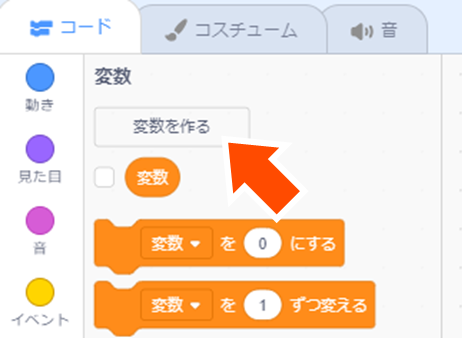 コード
コスチューム
音
動き
見た目
音
イベント
変数
変数を作る
変数
変数 を 0 にする
変数 を 1 ずつ変える